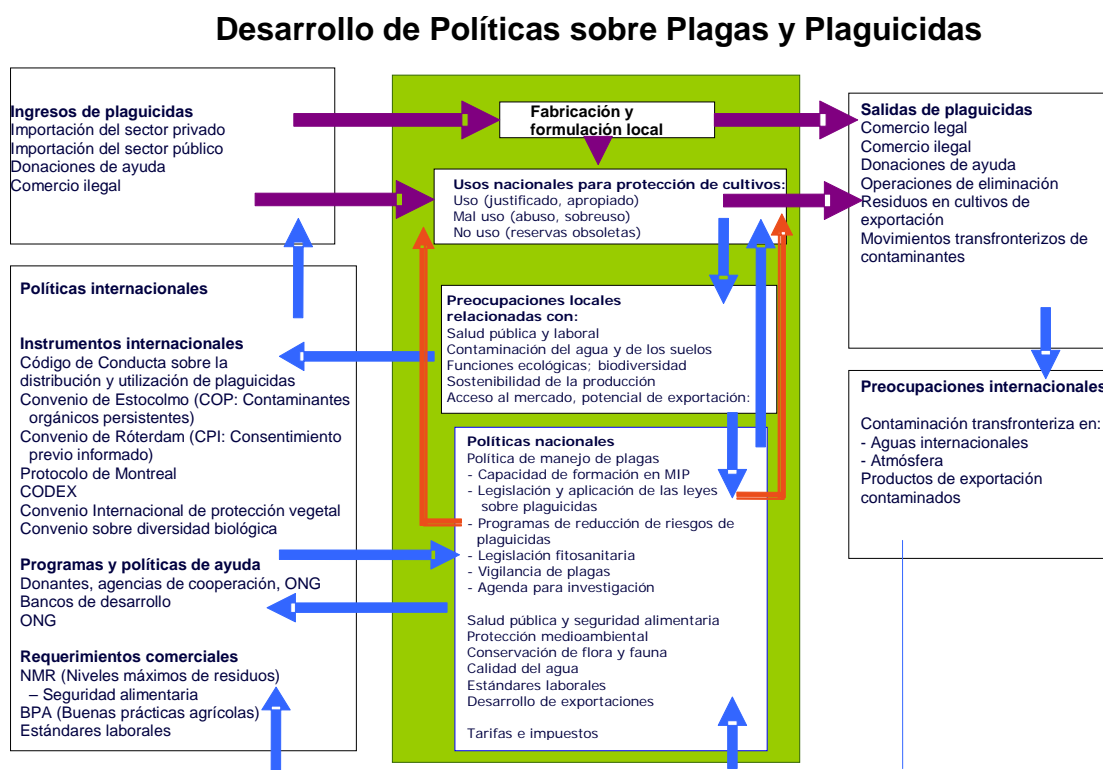 Desarrollo de Políticas sobre Plagas y Plaguicidas
Ingresos de plaguicidas
Importación del sector privado
Importación del sector público
Donaciones de ayuda
Comercio ilegal
Fabricación y
formulación local
Usos nacionales para protección de cultivos:
Uso (justificado, apropiado)
Mal uso (abuso, sobreuso)
No uso (reservas obsoletas)
Salidas de plaguicidas
Comercio legal
Comercio ilegal
Donaciones de ayuda
Operaciones de eliminación
Residuos en cultivos de
exportación
Movimientos transfronterizos de
contaminantes
Políticas internacionales
Instrumentos internacionales
Código de Conducta sobre la
distribución y utilización de plaguicidas
Convenio de Estocolmo (COP: Contaminantes
orgánicos persistentes)
Convenio de Róterdam (CPI: Consentimiento
previo informado)
Protocolo de Montreal
CODEX
Convenio Internacional de protección vegetal
Convenio sobre diversidad biológica
Programas y políticas de ayuda
Donantes, agencias de cooperación, ONG
Bancos de desarrollo
ONG
Requerimientos comerciales
NMR (Niveles máximos de residuos)
– Seguridad alimentaria
BPA (Buenas prácticas agrícolas)
Estándares laborales
Preocupaciones locales
relacionadas con:
Salud pública y laboral
Contaminación del agua y de los suelos
Funciones ecológicas; biodiversidad
Sostenibilidad de la producción
Acceso al mercado, potencial de exportación:
Políticas nacionales
Política de manejo de plagas
- Capacidad de formación en MIP
- Legislación y aplicación de las leyes
sobre plaguicidas
- Programas de reducción de riesgos de
plaguicidas
- Legislación fitosanitaria
- Vigilancia de plagas
- Agenda para investigación
Salud pública y seguridad alimentaria
Protección medioambiental
Conservación de flora y fauna
Calidad del agua
Estándares laborales
Desarrollo de exportaciones
Tarifas e impuestos
Preocupaciones internacionales
Contaminación transfronteriza en:
- Aguas internacionales
- Atmósfera
Productos de exportación
contaminados